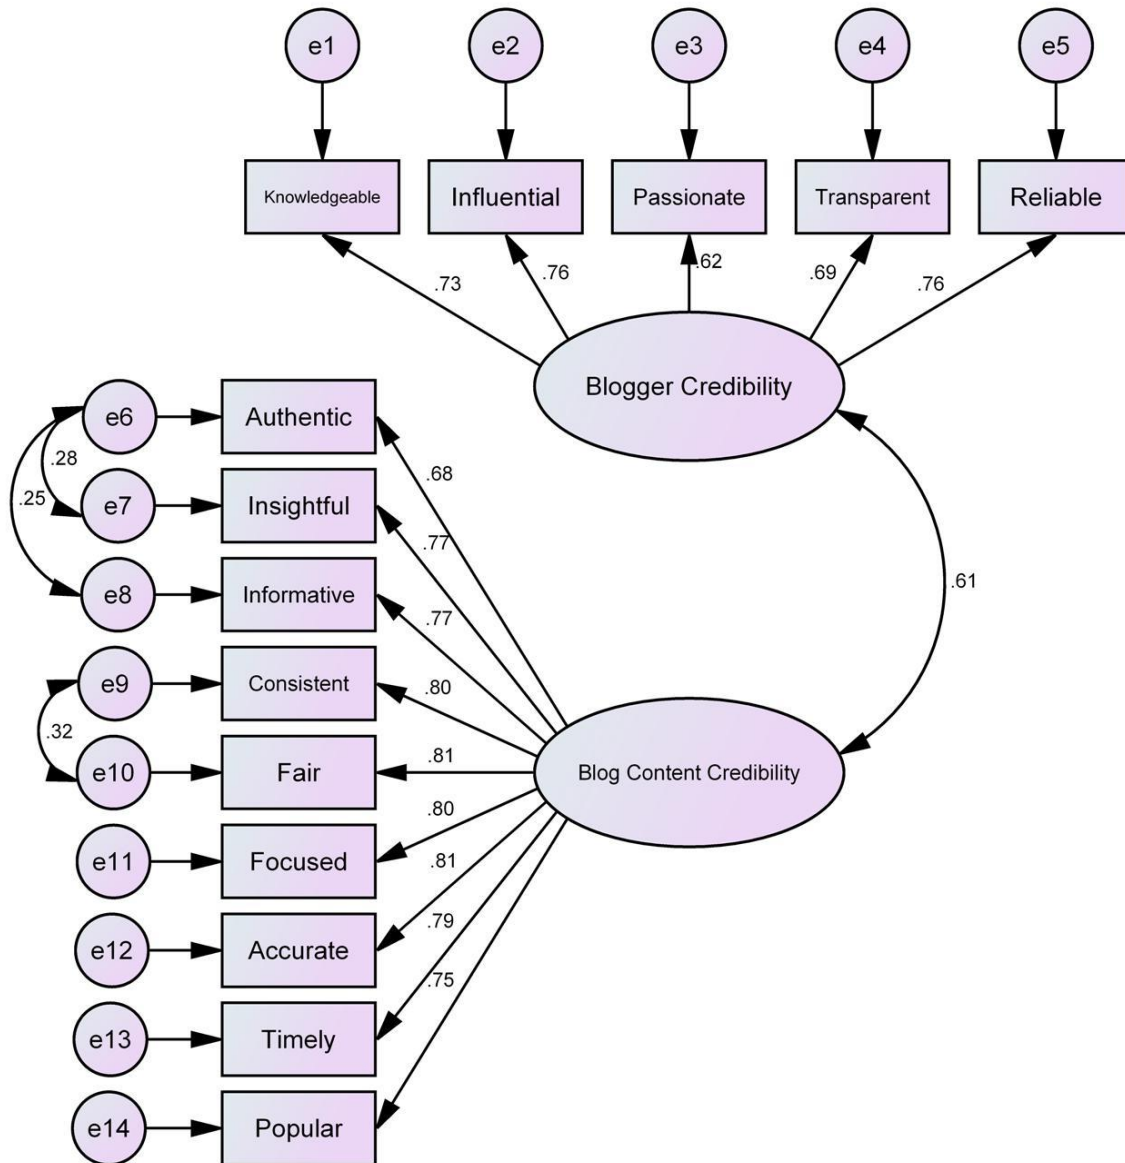 e1
e2
e3
e4
e5
Knowledgeable
Influential
Passionate
Transparent
Reliable
.73
.76
.62
.69
.76
Blogger Credibility
e6
Authentic
.28
.68
.25
e7
Insightful
.77
e8
Informative
.77
.61
e9
Consistent
.80
.32
.81
e10
Fair
Blog Content Credibility
.80
e11
Focused
.81
e12
Accurate
.79
.75
e13
Timely
e14
Popular